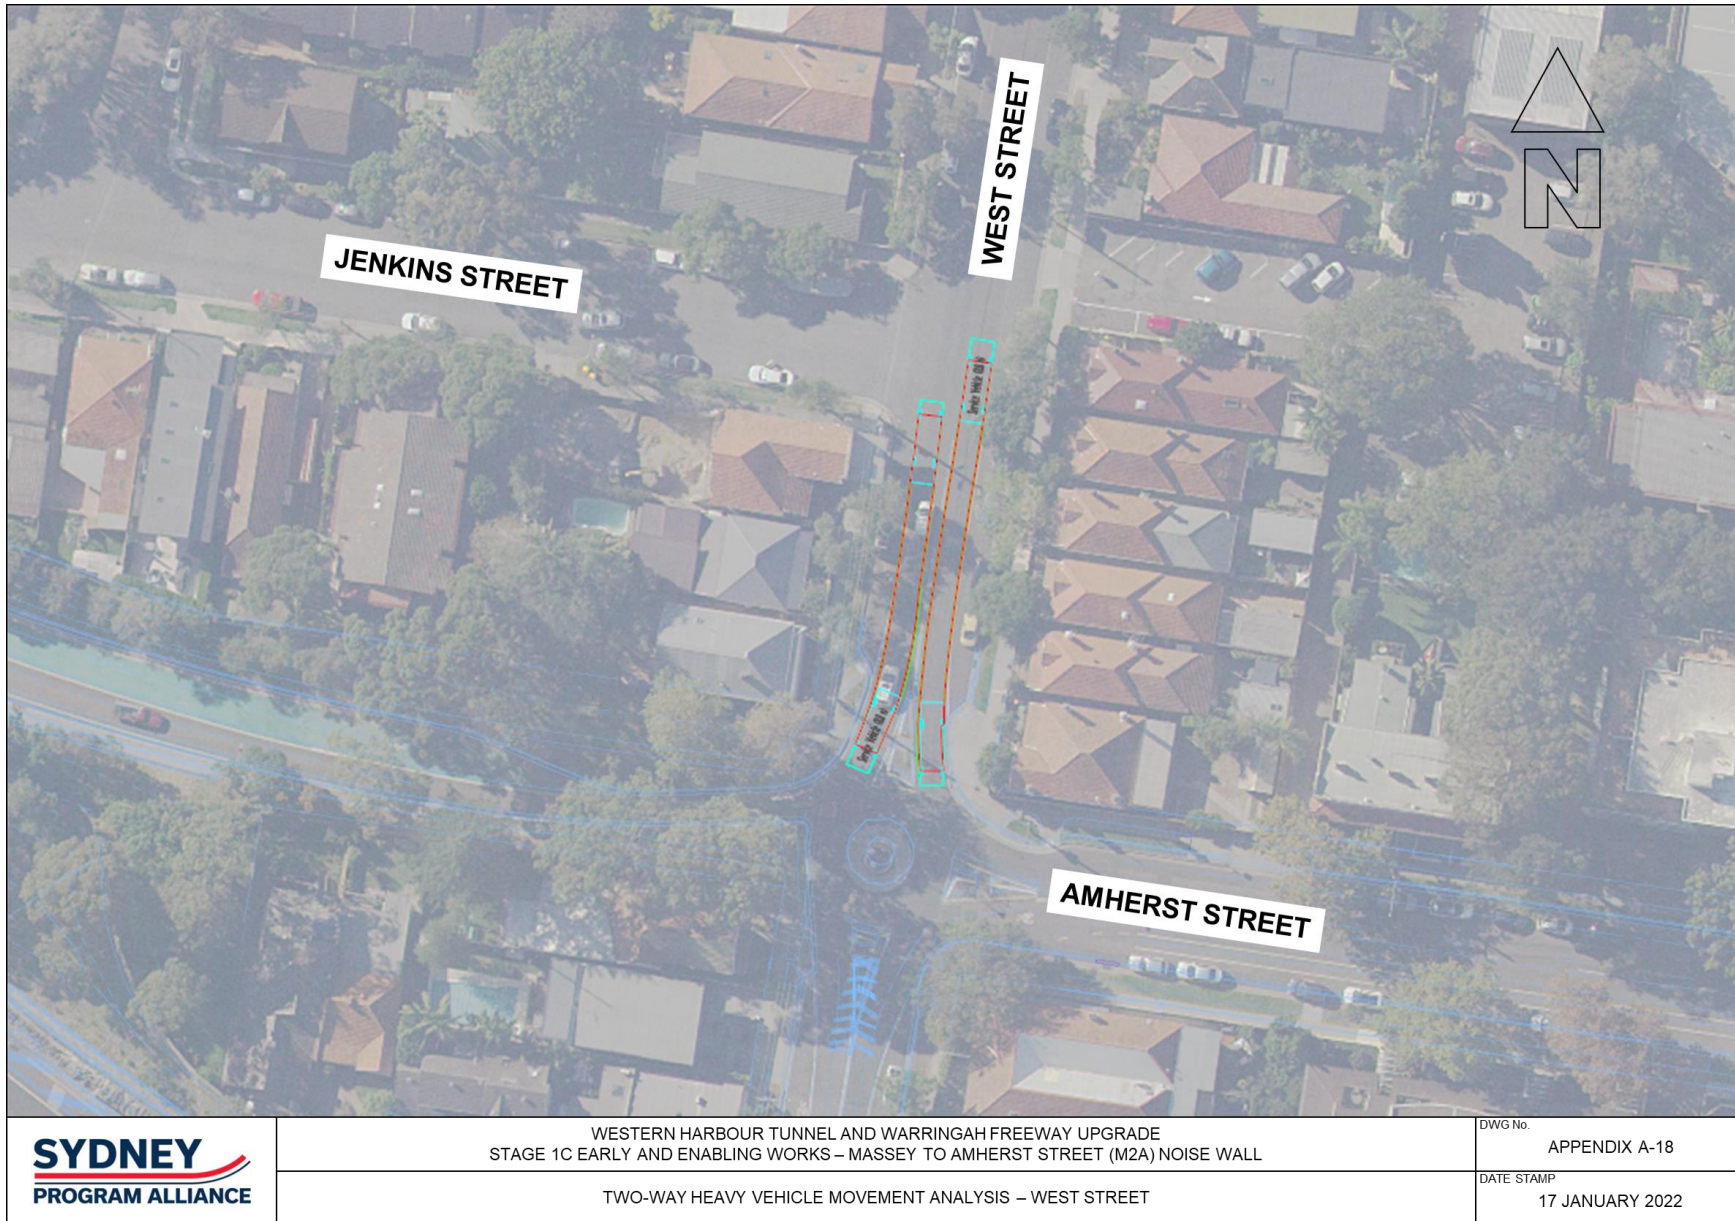 WEST STREET
JENKINS STREET
AMHERST STREET
N
SYDNEY
PROGRAM ALLIANCE
WESTERN HARBOUR TUNNEL AND WARRINGAH FREEWAY UPGRADE
STAGE 1C EARLY AND ENABLING WORKS – MASSEY TO AMHERST STREET (M2A) NOISE WALL
TWO-WAY HEAVY VEHICLE MOVEMENT ANALYSIS – WEST STREET
DWG No.
APPENDIX A-18
DATE STAMP
17 JANUARY 2022